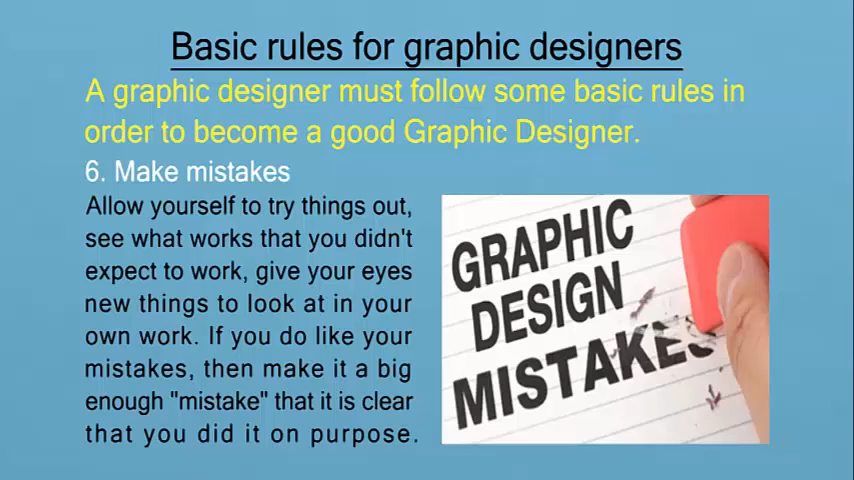 Basic rules for graphic designers
A graphic designer must follow some basic rules in
order to become a good Graphic Designer.
6. Make mistakes
Allow yourself to try things out,
see what works that you didn't
expect to work, give your eyes
new things to look at in your
own work. If you do like your
mistakes, then make it a big
enough "mistake" that it is clear
that you did it on purpose.
GRAPHIC
DESIGN
MISTAKES